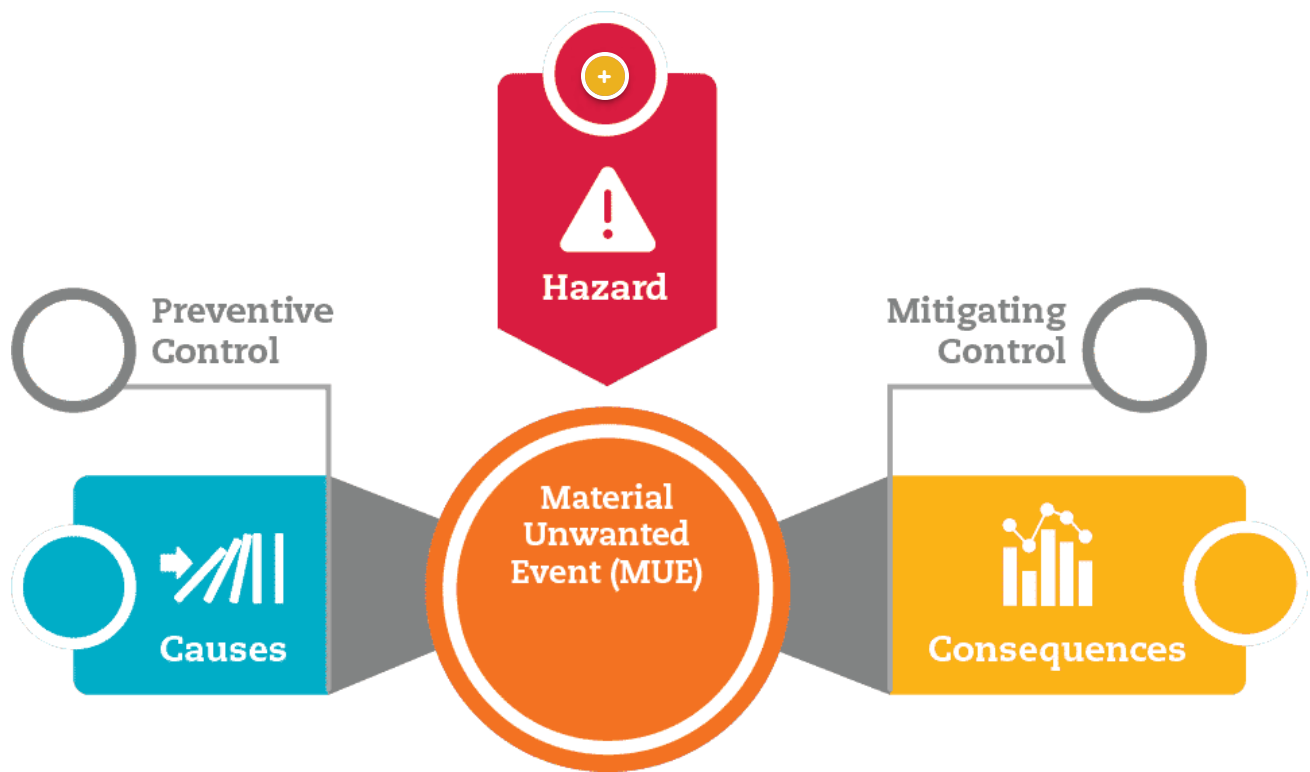 Hazard
Preventive
Control
Mitigating
Control
Material
Unwanted
Event (MUE)
Causes
Consequences